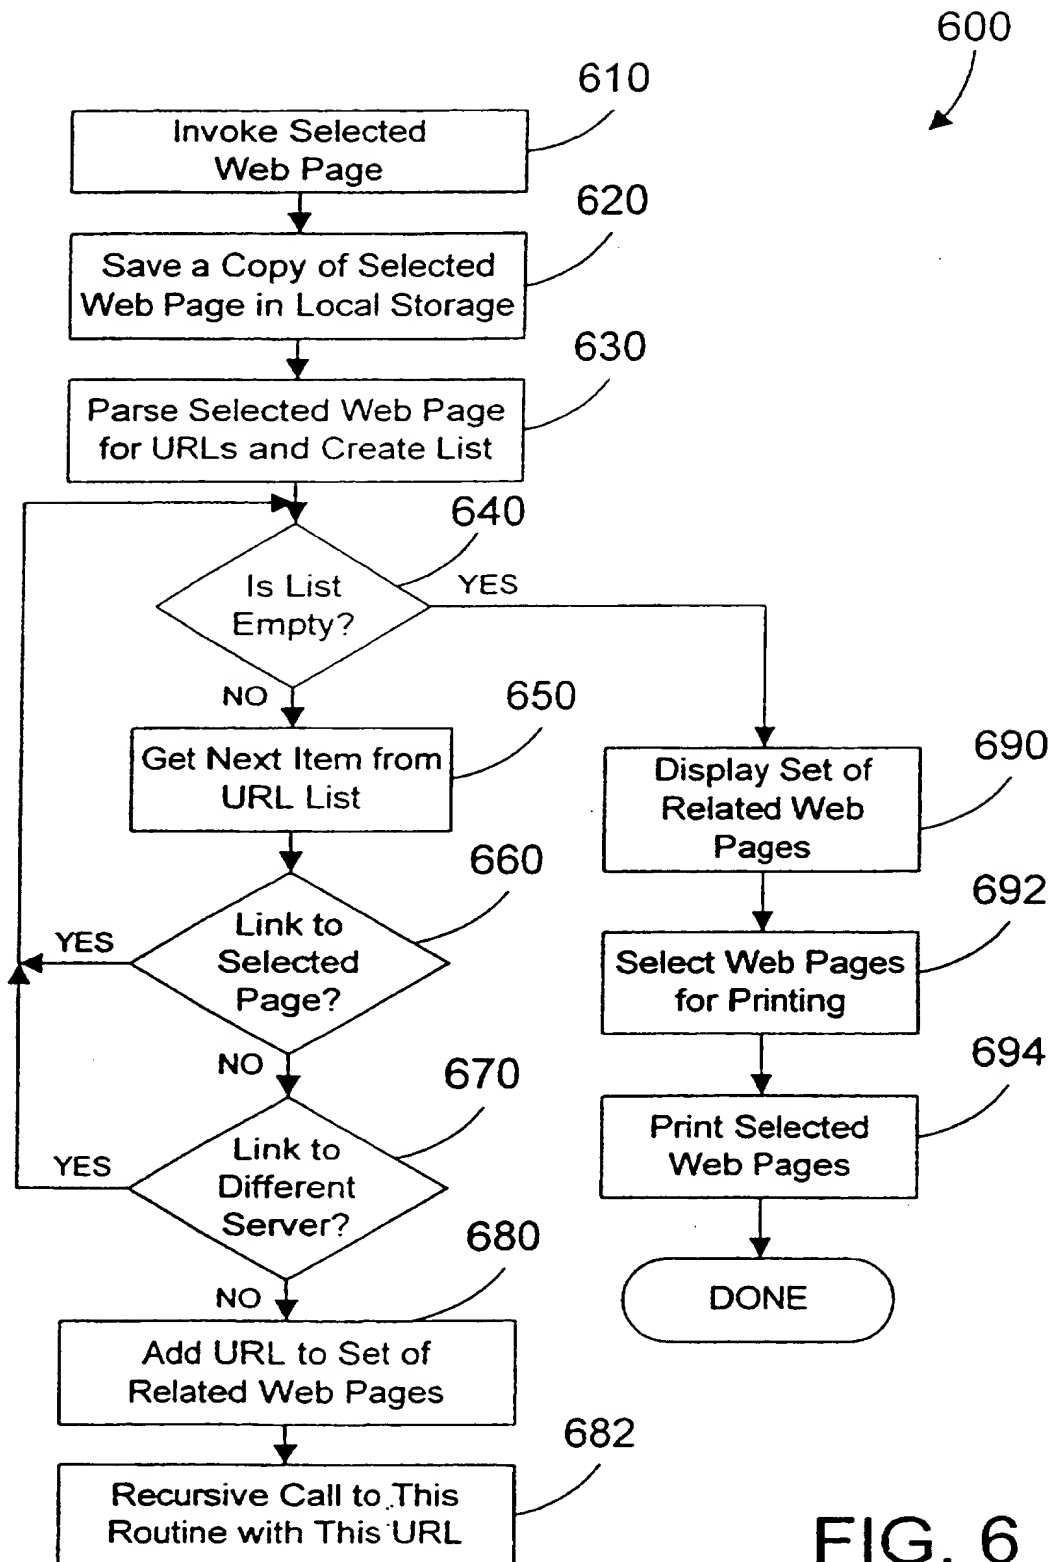 600
610
Invoke Selected
Web Page
620
Save a Copy of Selected
Web Page in Local Storage
630
Parse Selected Web Page
for URLs and Create List
640
Is List
Empty?
YES
NO
650
Get Next Item from
URL List
660
Link to
Selected
Page?
YES
NO
670
Link to
Different
Server?
YES
NO
680
Add URL to Set of
Related Web Pages
682
Recursive Call to This
Routine with This URL
690
Display Set of
Related Web
Pages
692
Select Web Pages
for Printing
694
Print Selected
Web Pages
DONE
FIG. 6